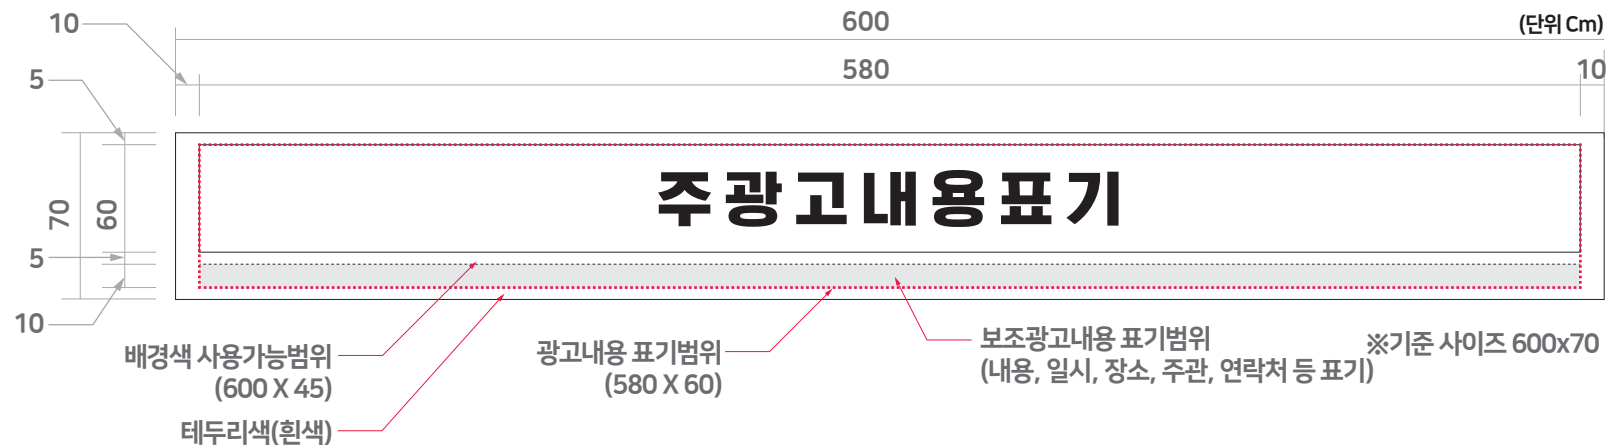 10
600
(단위 Cm)
5
580
10
주광고내용표기
70
60
5
10
배경색 사용가능범위
(600 X 45)
광고내용 표기범위
(580 X 60)
보조광고내용 표기범위
(내용, 일시, 장소, 주관, 연락처 등 표기)
※기준 사이즈 600x70
테두리색(흰색)